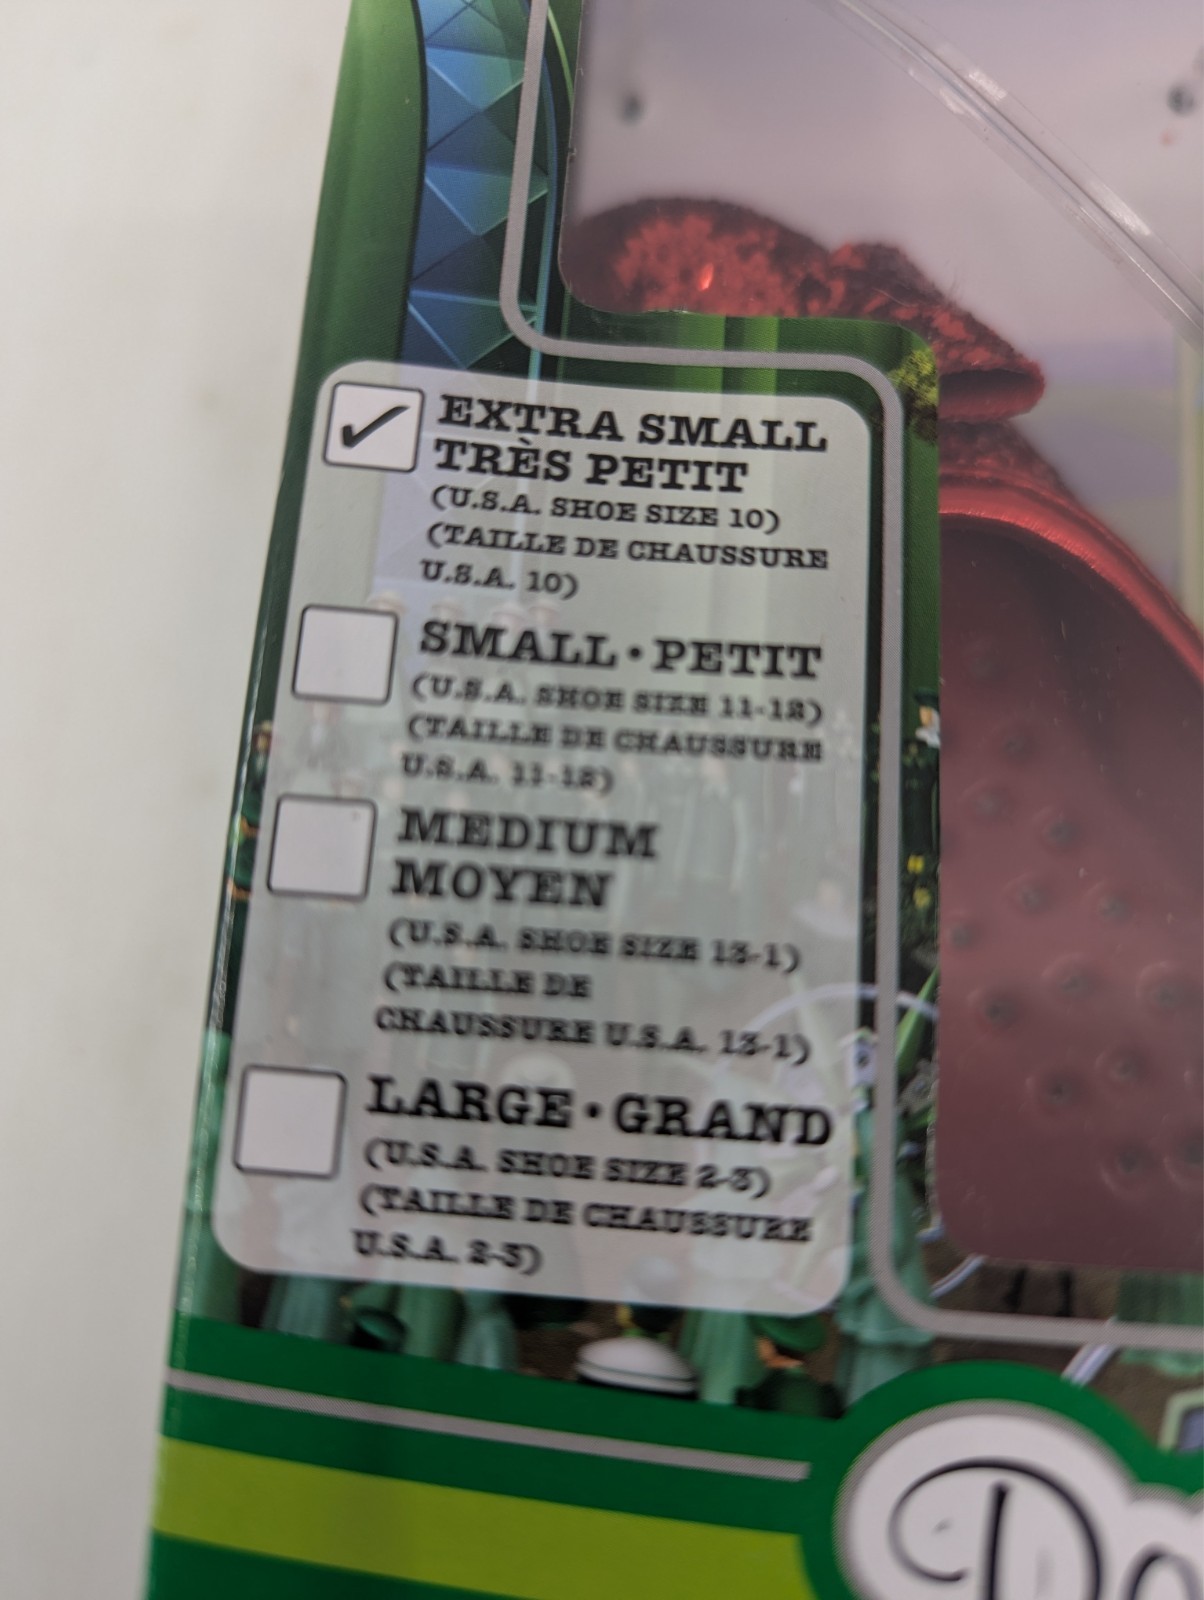 EXTRA SMALL
TRÈS PETIT
(U.S.A. SHOE SIZE 10)
(TAILLE DE CHAUSSURE
U.S.A. 10)
SMALL • PETIT
(U.S.A. SHOE SIZE 11-12)
(TAILLE DE CHAUSSURE
U.S.A. 11-12)
MEDIUM
MOYEN
(U.S.A. SHOE SIZE 13-1)
(TAILLE DE
CHAUSSURE U.S.A. 13-1)
LARGE • GRAND
(U.S.A. SHOE SIZE 2-3)
(TAILLE DE CHAUSSURE
U.S.A. 2-3)